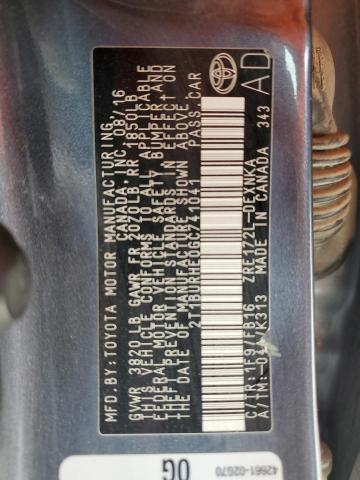 MFD.BY: TOYOTA MOTOR MANUFACTURING,
CANADA, INC. 08/16
GVWR 3820 LB GAWR FR 2070LB RR 1850LB
THIS VEHICLE CONFORMS TO ALL APPLICABLE
FEDERAL MOTOR VEHICLE SAFETY, BUMPER, AND
THEFT PREVENTION STANDARDS IN EFFECT ON
THE DATE OF MANUFACTURE SHOWN ABOVE.
PASS.CAR
C/TR: 1F9/FB16 ZRE172L-DEXNKA
A/TM: K313 MADE IN CANADA 343
TOYOTA
AD
42661-02G70
0G